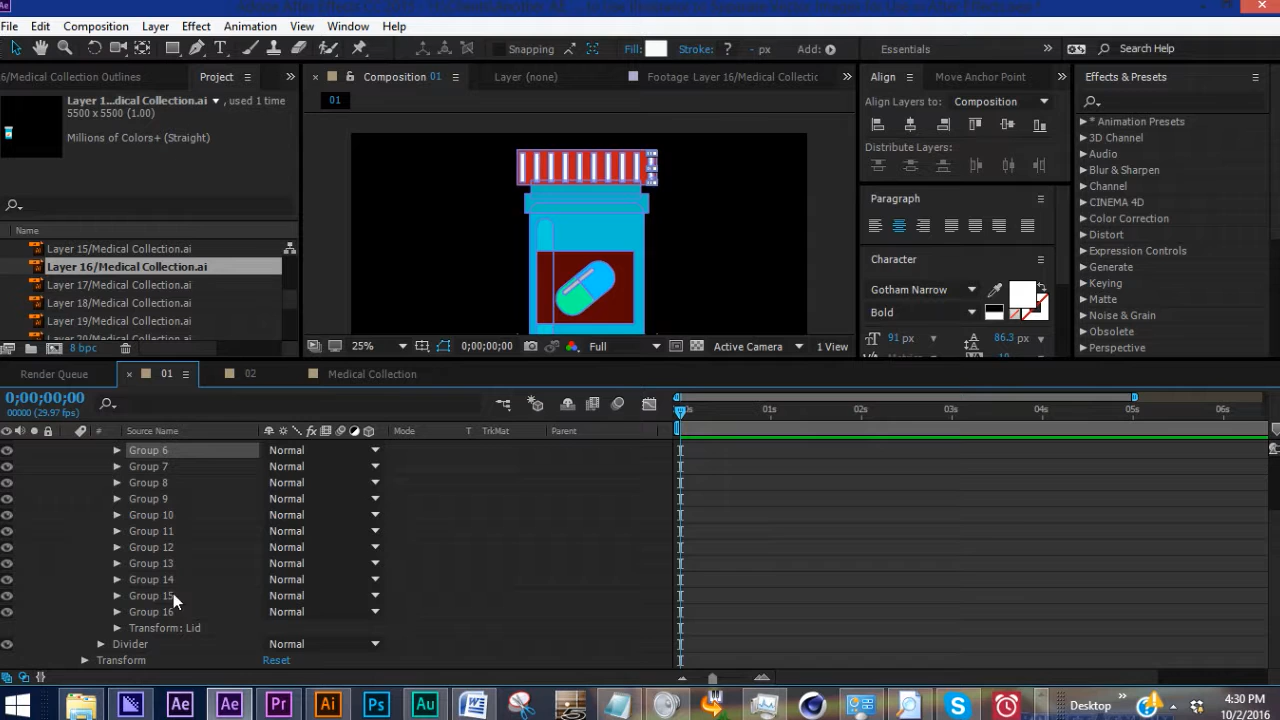 File Edit Composition Layer Effect Animation View Window Help
Snapping Fill: Stroke: ? - px Add: Essentials Search Help
6/Medical Collection Outlines Project
Composition 01 Layer (none) Footage Layer 16/Medical Collectic
Align Move Anchor Point Effects & Presets
Layer 1...dical Collection.ai , used 1 time
5500 x 5500 (1.00)
Millions of Colors+ (Straight)
01
Align Layers to: Composition
Distribute Layers:
* Animation Presets
3D Channel
Audio
Blur & Sharpen
Channel
CINEMA 4D
Color Correction
Distort
Expression Controls
Generate
Keying
Matte
Noise & Grain
Obsolete
Perspective
Paragraph
Character
Gotham Narrow
Bold
91 px 86.3 px
Name
Layer 15/Medical Collection.ai
Layer 16/Medical Collection.ai
Layer 17/Medical Collection.ai
Layer 18/Medical Collection.ai
Layer 19/Medical Collection.ai
Layer 20/Medical Collection.ai
8 bpc
25% 0;00;00;00 Full Active Camera 1 View
Render Queue 01 02 Medical Collection
0;00;00;00
00000 (29.97 fps)
01s 02s 03s 04s 05s 06s
# Source Name Mode T TrkMat Parent
Group 6 Normal
Group 7 Normal
Group 8 Normal
Group 9 Normal
Group 10 Normal
Group 11 Normal
Group 12 Normal
Group 13 Normal
Group 14 Normal
Group 15 Normal
Group 16 Normal
Transform: Lid
Divider Normal
Transform Reset
Desktop
4:30 PM
10/2/2016